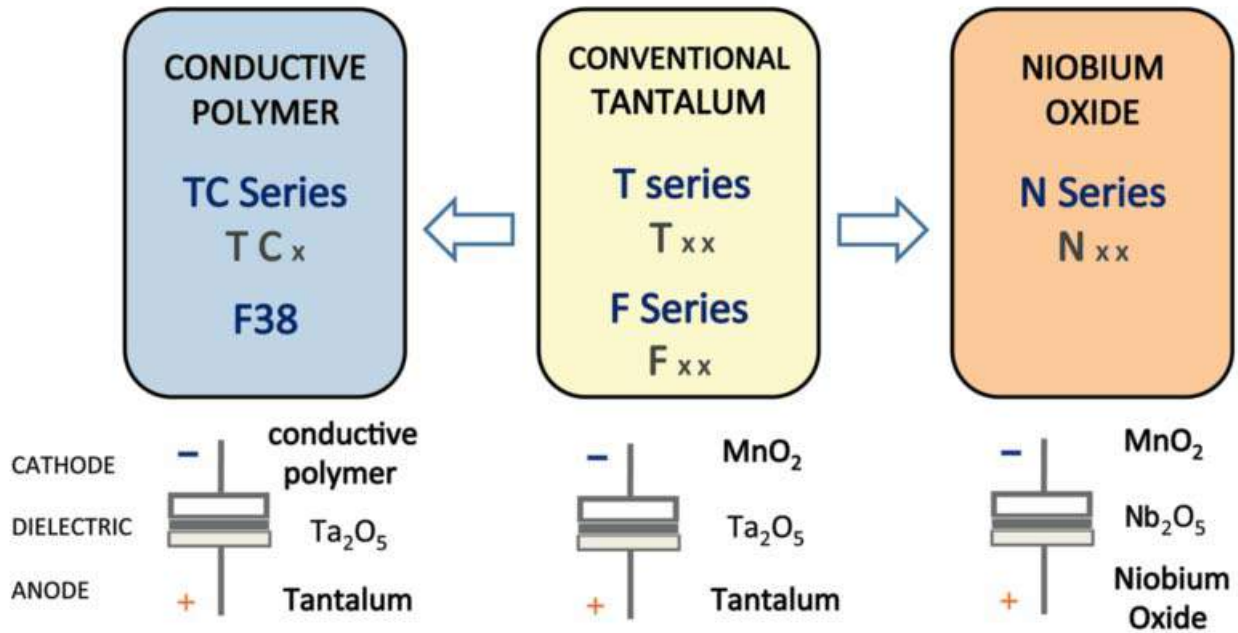 CONDUCTIVE
POLYMER
TC Series
T C x
F38
CONVENTIONAL
TANTALUM
T series
T x x
F Series
F x x
NIOBIUM
OXIDE
N Series
N x x
CATHODE
DIELECTRIC
ANODE
−
conductive
polymer
Ta₂O₅
+
Tantalum
−
MnO₂
Ta₂O₅
+
Tantalum
−
MnO₂
Nb₂O₅
+
Niobium
Oxide